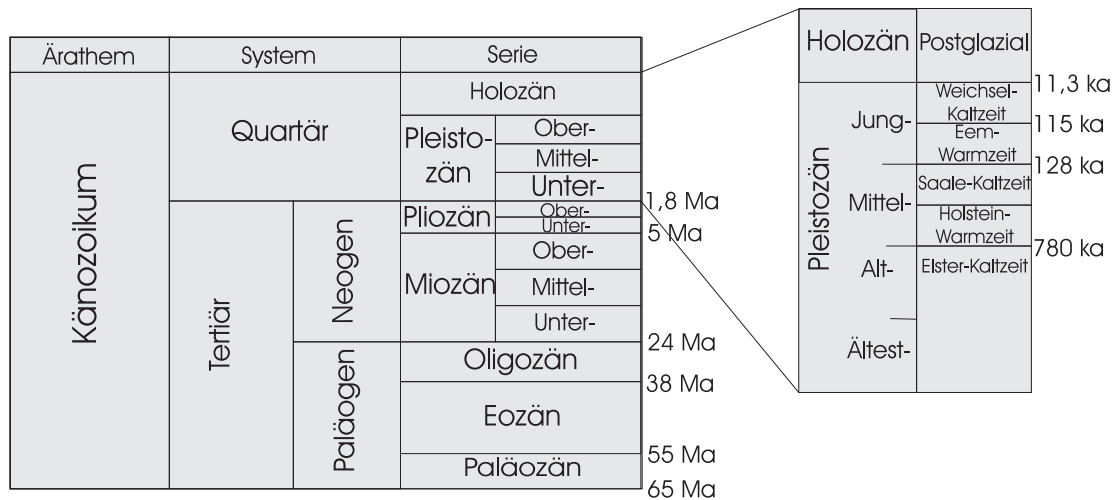 Ärathem
System
Serie
Känozoikum
Quartär
Holozän
Pleisto-
zän
Ober-
Mittel-
Unter-
1,8 Ma
Tertiär
Neogen
Pliozän
Ober-
Unter-
5 Ma
Miozän
Ober-
Mittel-
Unter-
24 Ma
Paläogen
Oligozän
38 Ma
Eozän
55 Ma
Paläozän
65 Ma
Holozän
Postglazial
11,3 ka
Pleistozän
Jung-
Weichsel-
Kaltzeit
115 ka
Eem-
Warmzeit
128 ka
Mittel-
Saale-Kaltzeit
Holstein-
Warmzeit
780 ka
Alt-
Elster-Kaltzeit
Ältest-